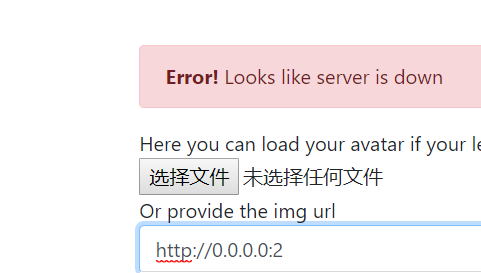 Error! Looks like server is down
Here you can load your avatar if your
选择文件 未选择任何文件
Or provide the img url
http://0.0.0.0:2